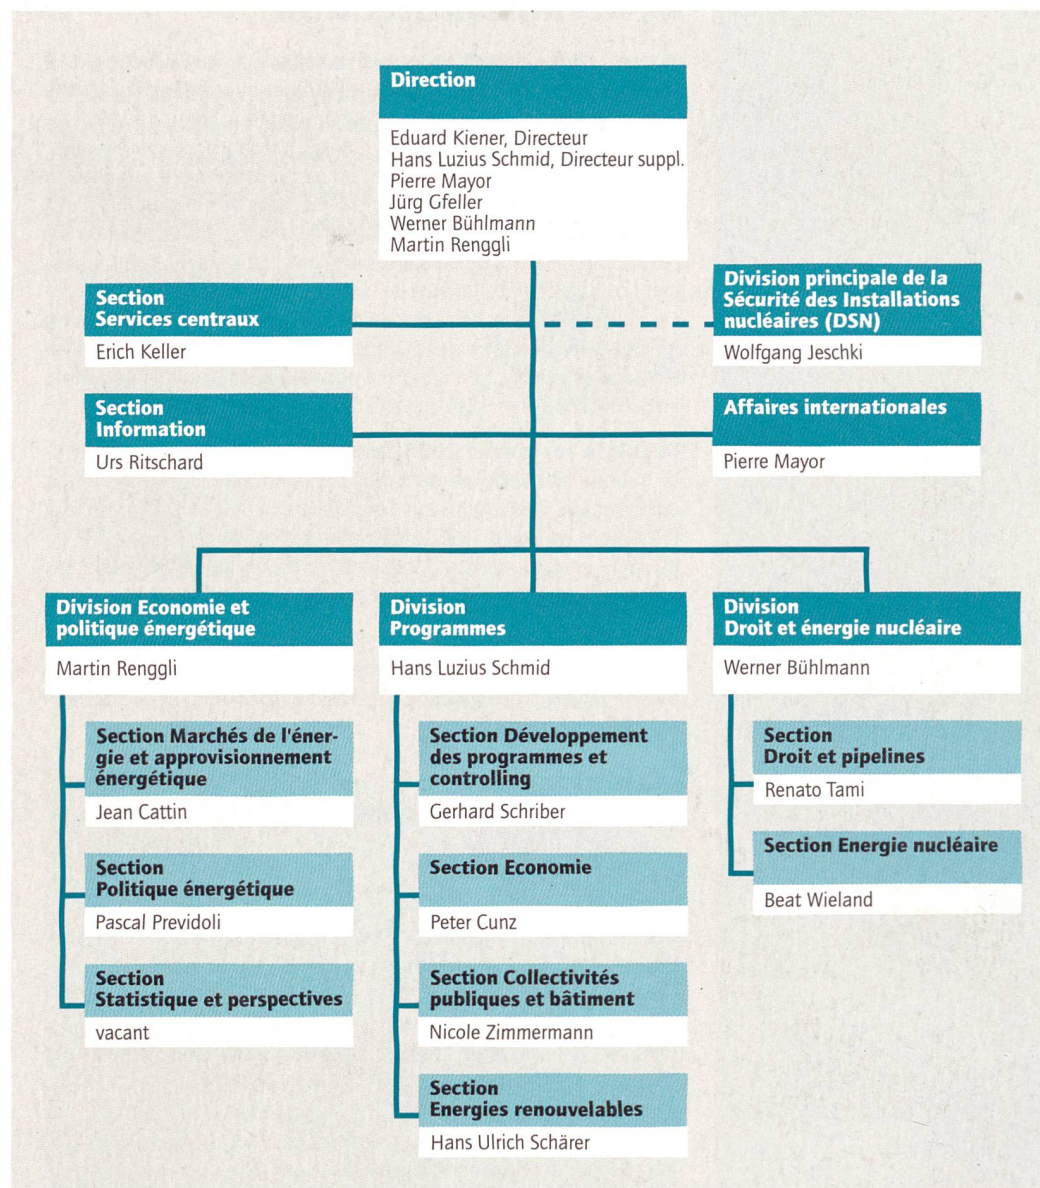 Direction
Eduard Kiener, Directeur
Hans Luzius Schmid, Directeur suppl.
Pierre Mayor
Jürg Gfeller
Werner Bühlmann
Martin Renggli
Section
Services centraux
Erich Keller
Division principale de la
Sécurité des Installations
nucléaires (DSN)
Wolfgang Jeschki
Section
Information
Urs Ritschard
Affaires internationales
Pierre Mayor
Division Economie et
politique énergétique
Martin Renggli
Section Marchés de l'éner-
gie et approvisionnement
énergétique
Jean Cattin
Section
Politique énergétique
Pascal Previdoli
Section
Statistique et perspectives
vacant
Division
Programmes
Hans Luzius Schmid
Section Développement
des programmes et
controlling
Gerhard Schriber
Section Economie
Peter Cunz
Section Collectivités
publiques et bâtiment
Nicole Zimmermann
Section
Energies renouvelables
Hans Ulrich Schärer
Division
Droit et énergie nucléaire
Werner Bühlmann
Section
Droit et pipelines
Renato Tami
Section Energie nucléaire
Beat Wieland